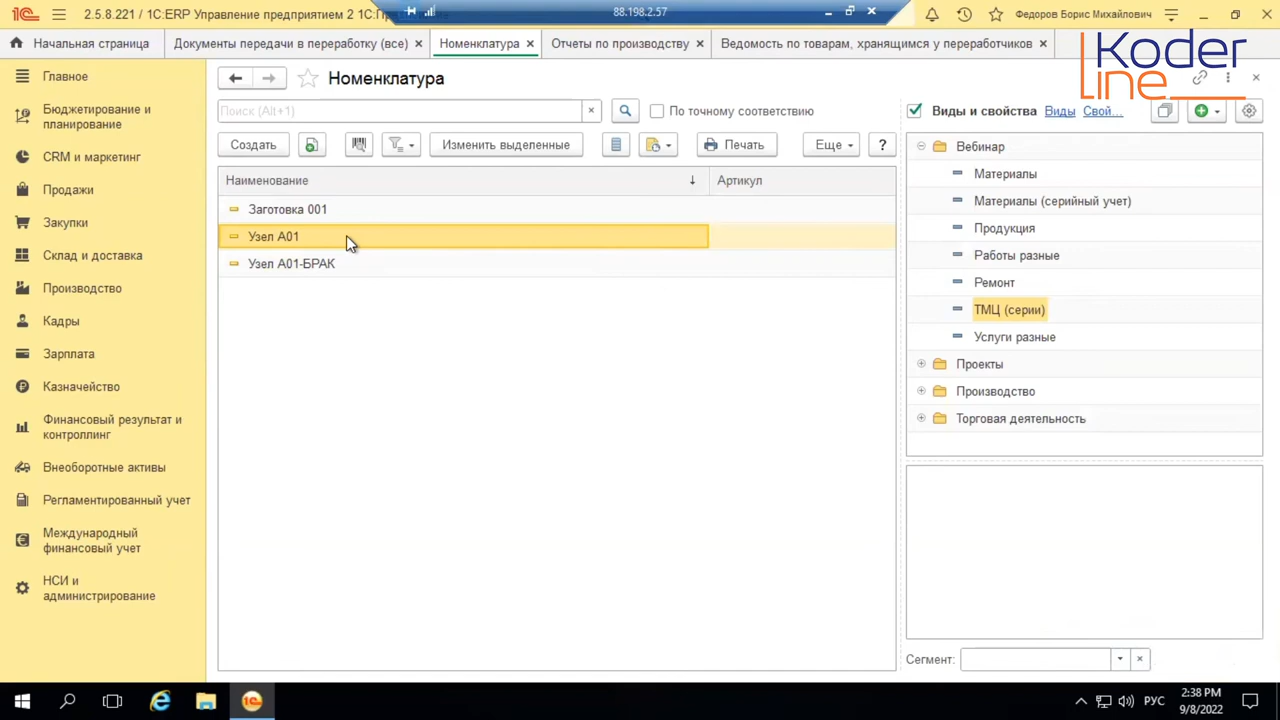 2.5.8.221 / 1С:ERP Управление предприятием 2 1С:Пр
88.198.2.57
Федоров Борис Михайлович
Начальная страница
Документы передачи в переработку (все)
Номенклатура
Отчеты по производству
Ведомость по товарам, хранящимся у переработчиков
Koder
line
Главное
Бюджетирование и
планирование
CRM и маркетинг
Продажи
Закупки
Склад и доставка
Производство
Кадры
Зарплата
Казначейство
Финансовый результат и
контроллинг
Внеоборотные активы
Регламентированный учет
Международный
финансовый учет
НСИ и
администрирование
Номенклатура
Поиск (Alt+1)
По точному соответствию
Создать
Изменить выделенные
Печать
Еще
?
Наименование
Артикул
Заготовка 001
Узел А01
Узел А01-БРАК
Виды и свойства Виды Свой...
Вебинар
Материалы
Материалы (серийный учет)
Продукция
Работы разные
Ремонт
ТМЦ (серии)
Услуги разные
Проекты
Производство
Торговая деятельность
Сегмент:
РУС
2:38 PM
9/8/2022